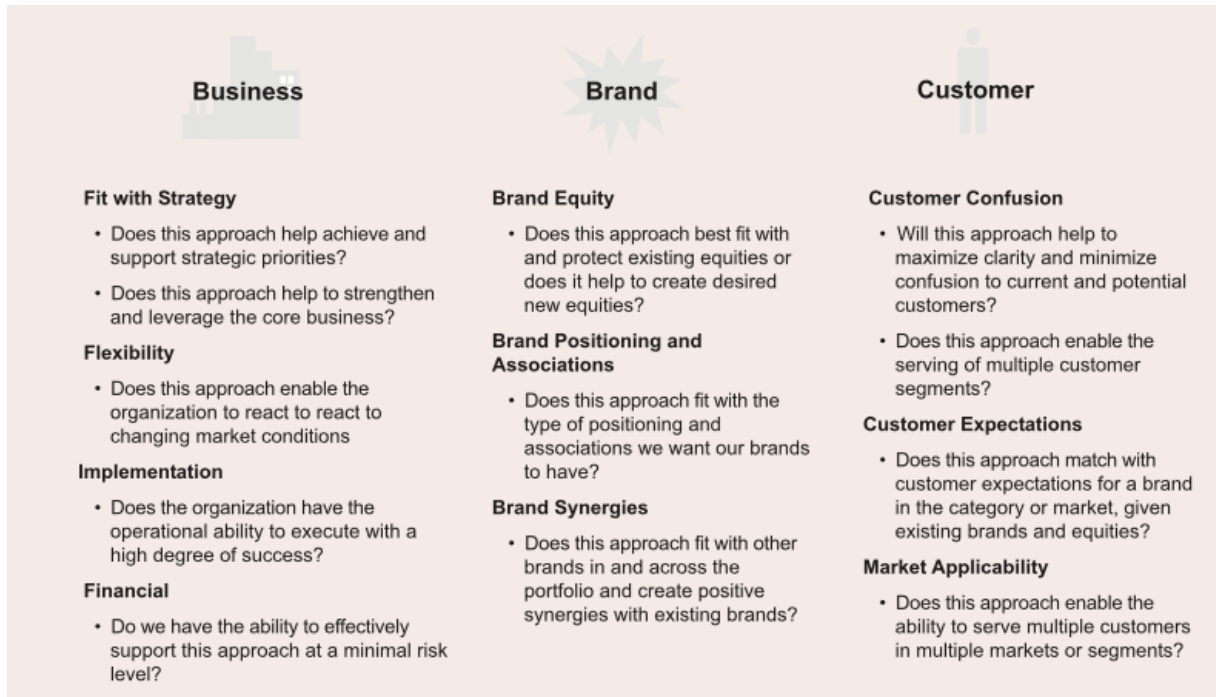 Business
Fit with Strategy
• Does this approach help achieve and
support strategic priorities?
• Does this approach help to strengthen
and leverage the core business?
Flexibility
• Does this approach enable the
organization to react to react to
changing market conditions
Implementation
• Does the organization have the
operational ability to execute with a
high degree of success?
Financial
• Do we have the ability to effectively
support this approach at a minimal risk
level?
Brand
Brand Equity
• Does this approach best fit with
and protect existing equities or
does it help to create desired
new equities?
Brand Positioning and
Associations
• Does this approach fit with the
type of positioning and
associations we want our brands
to have?
Brand Synergies
• Does this approach fit with other
brands in and across the
portfolio and create positive
synergies with existing brands?
Customer
Customer Confusion
• Will this approach help to
maximize clarity and minimize
confusion to current and potential
customers?
• Does this approach enable the
serving of multiple customer
segments?
Customer Expectations
• Does this approach match with
customer expectations for a brand
in the category or market, given
existing brands and equities?
Market Applicability
• Does this approach enable the
ability to serve multiple customers
in multiple markets or segments?